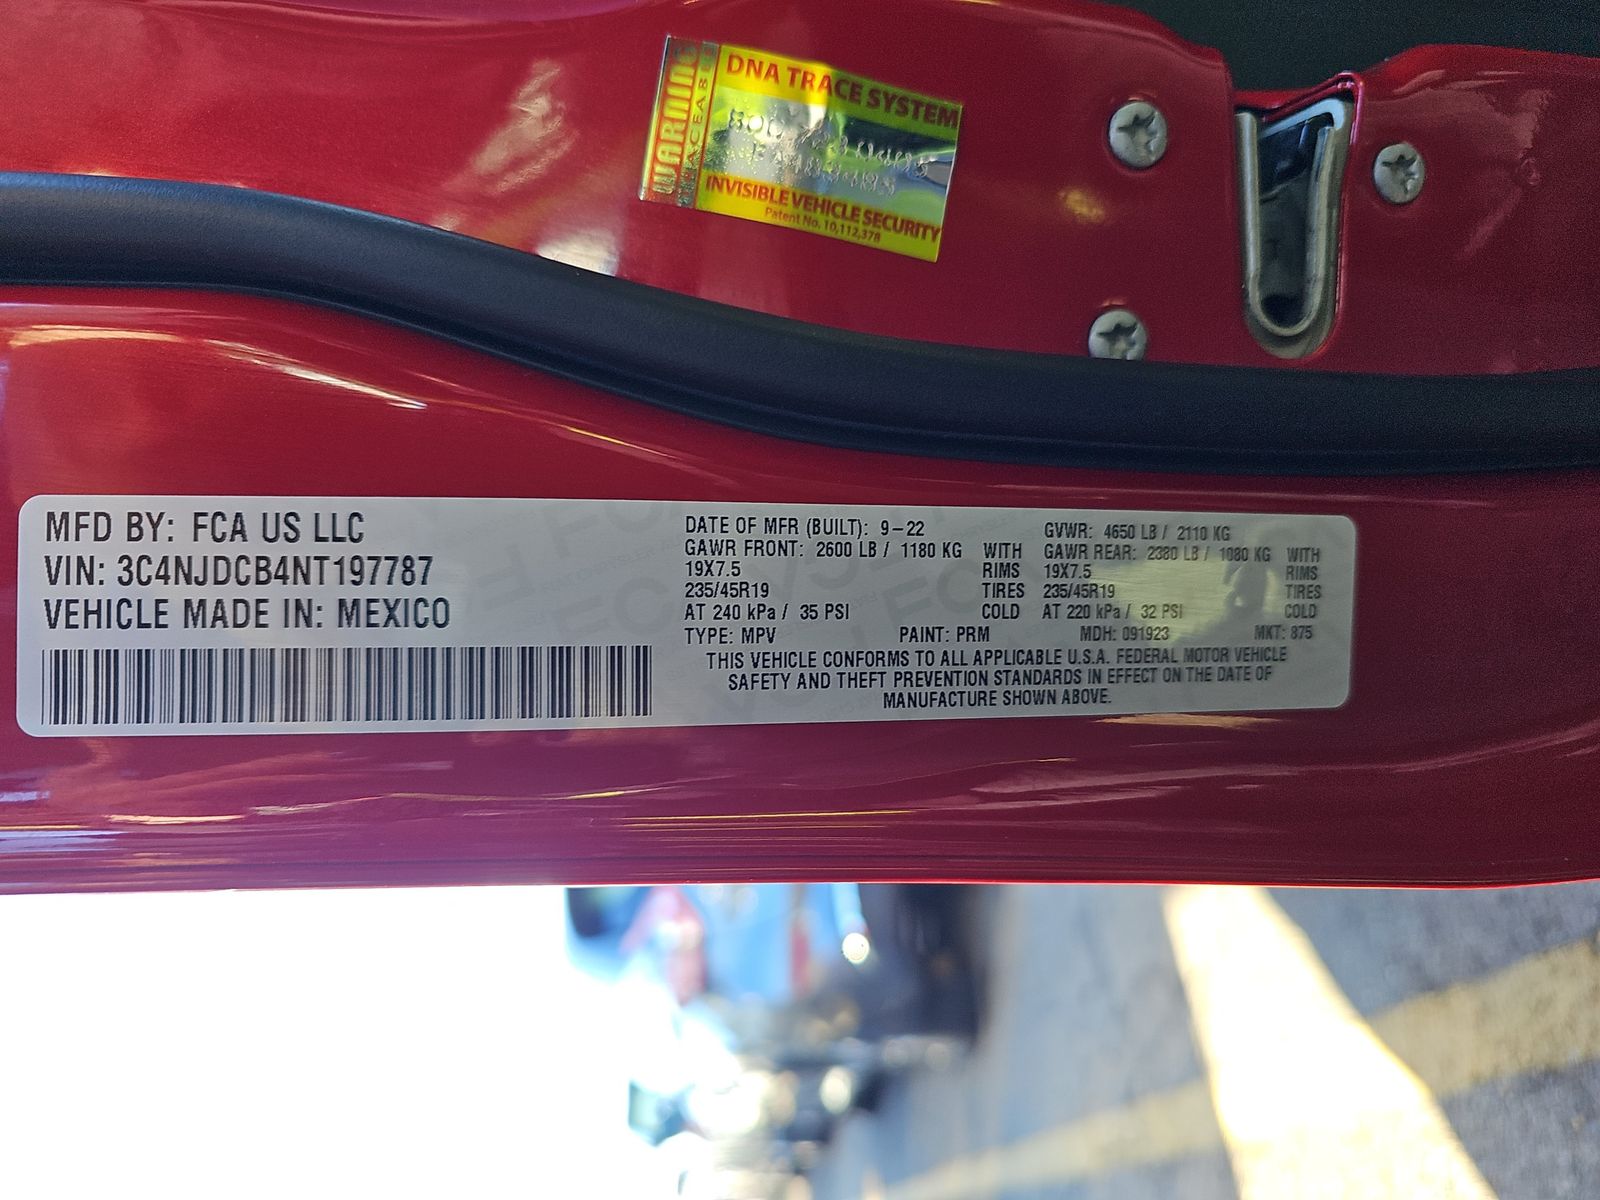 WARNING
TRACEABLE
DNA TRACE SYSTEM
INVISIBLE VEHICLE SECURITY
Patent No. 10,112,378
MFD BY: FCA US LLC
VIN: 3C4NJDCB4NT197787
VEHICLE MADE IN: MEXICO
DATE OF MFR (BUILT): 9-22 GVWR: 4650 LB / 2110 KG
GAWR FRONT: 2600 LB / 1180 KG WITH GAWR REAR: 2380 LB / 1080 KG WITH
19X7.5 RIMS 19X7.5 RIMS
235/45R19 TIRES 235/45R19 TIRES
AT 240 kPa / 35 PSI COLD AT 220 kPa / 32 PSI COLD
TYPE: MPV PAINT: PRM MDH: 091923 MKT: 875
THIS VEHICLE CONFORMS TO ALL APPLICABLE U.S.A. FEDERAL MOTOR VEHICLE
SAFETY AND THEFT PREVENTION STANDARDS IN EFFECT ON THE DATE OF
MANUFACTURE SHOWN ABOVE.